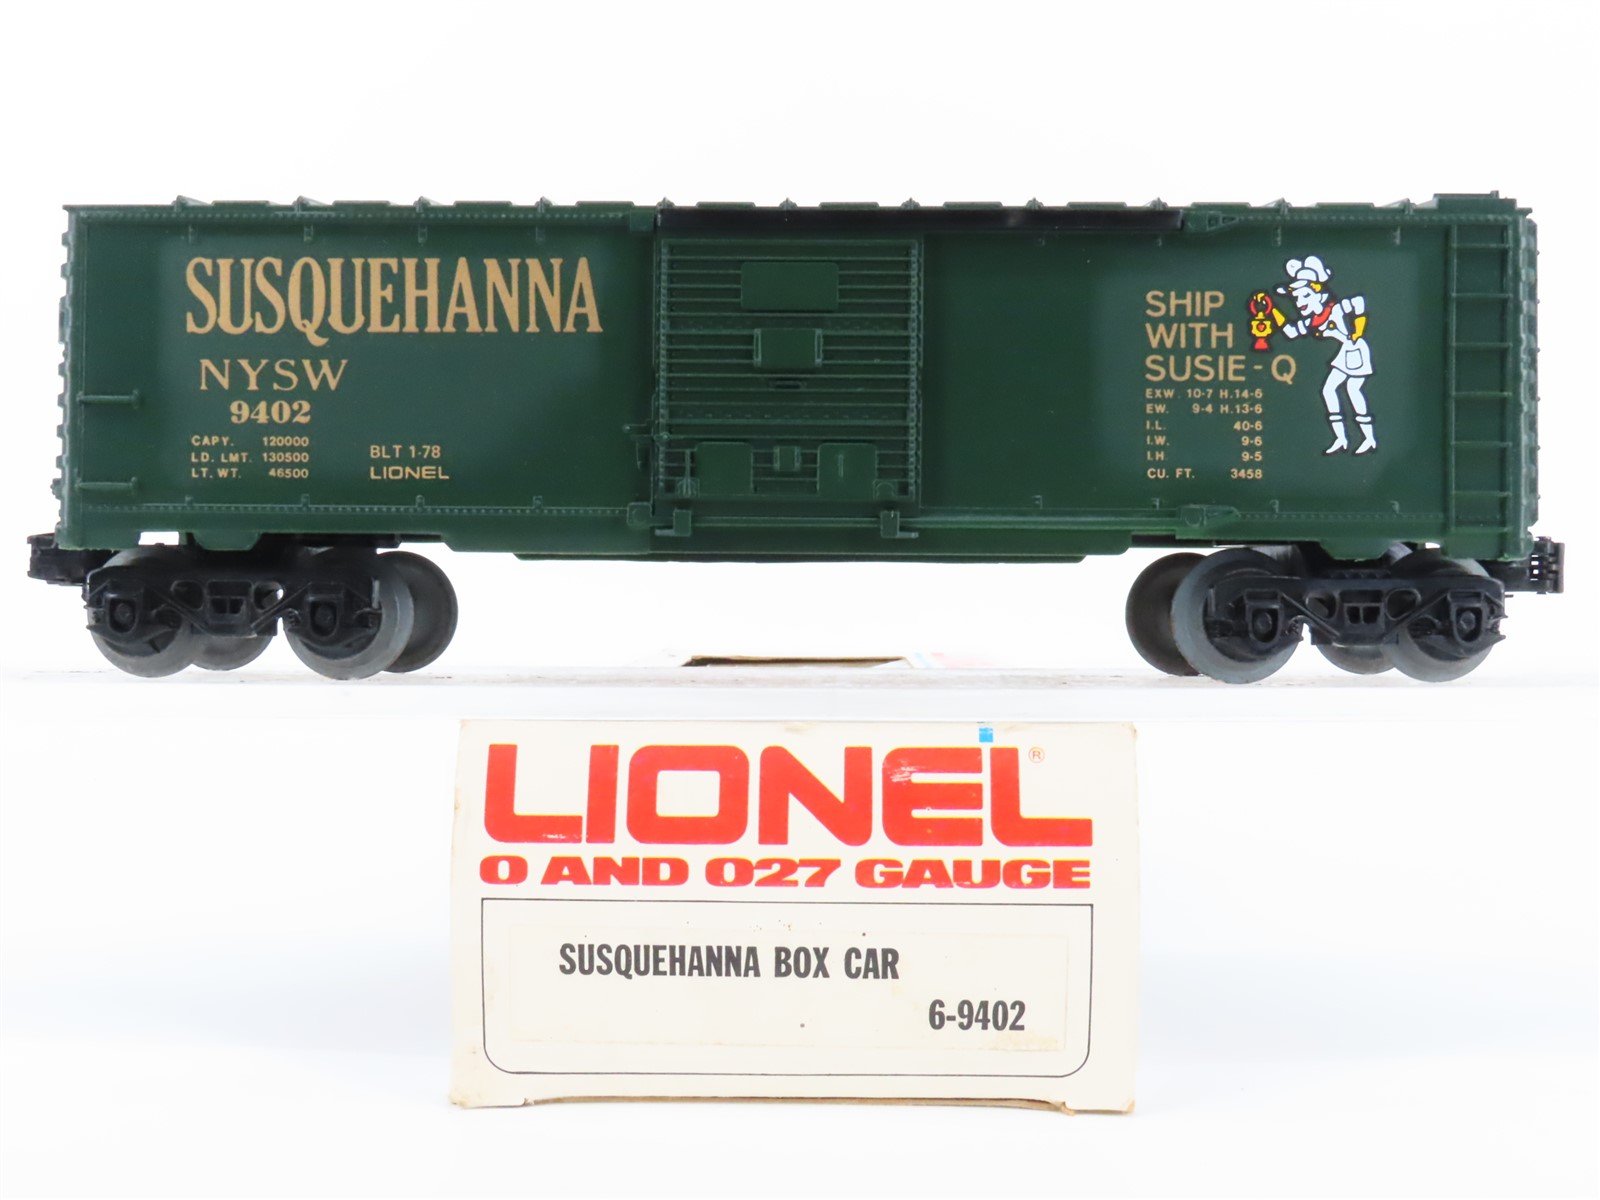 SUSQUEHANNA
NYSW
9402
CAPY. 120000
LD. LMT. 130500
LT. WT. 46500
BLT 1-78
LIONEL
SHIP
WITH
SUSIE-Q
EXW. 10-7 H.14-6
EW. 9-4 H.13-6
I.L. 40-6
I.W. 9-6
I.H 9-5
CU. FT. 3458
LIONEL®
O AND O27 GAUGE
SUSQUEHANNA BOX CAR
6-9402